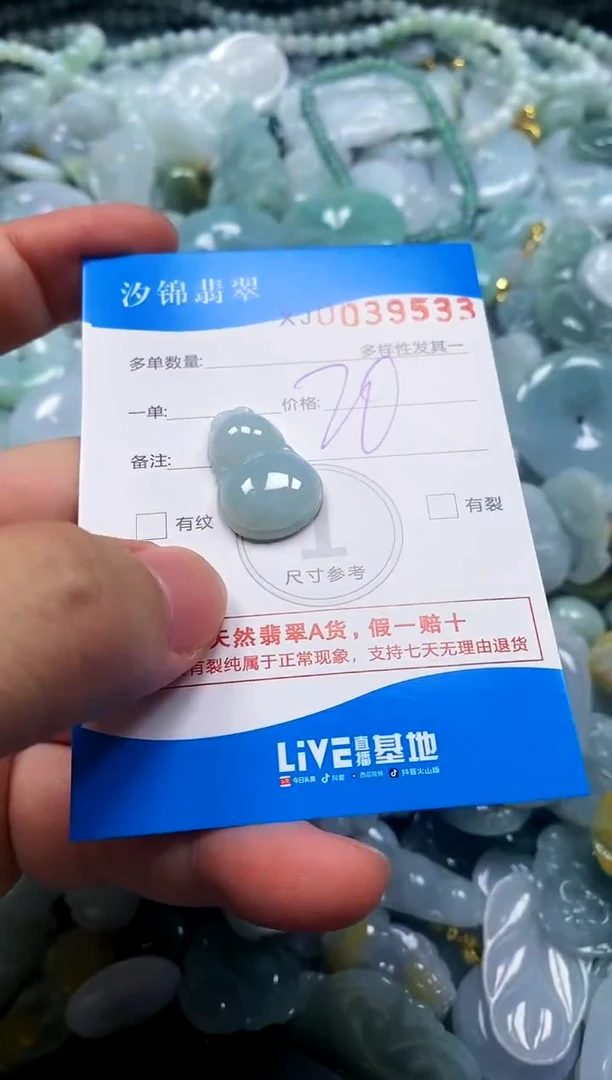 汐锦翡翠
XJ0039533
多单数量:
多样性发其一
一单:
价格:
70
备注:
有纹
有裂
1
尺寸参考
天然翡翠A货，假一赔十
有裂纯属于正常现象，支持七天无理由退货
LiVE直播基地
今日头条 抖音 西瓜视频 抖音火山版